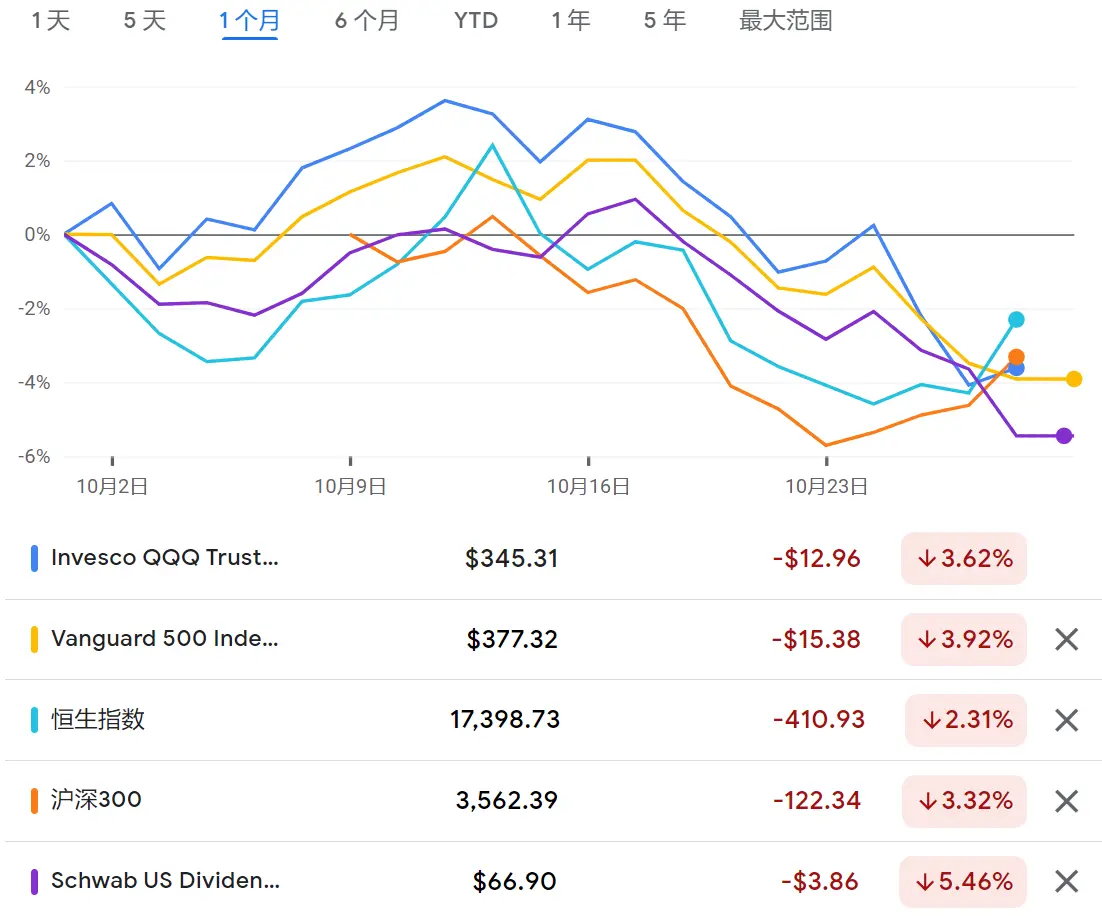 1 天 5 天 1 个月 6 个月 YTD 1 年 5 年 最大范围
4%
2%
0%
-2%
-4%
-6%
10月2日 10月9日 10月16日 10月23日
Invesco QQQ Trust... $345.31 -$12.96 ↓3.62%
Vanguard 500 Inde... $377.32 -$15.38 ↓3.92%
恒生指数 17,398.73 -410.93 ↓2.31%
沪深300 3,562.39 -122.34 ↓3.32%
Schwab US Dividen... $66.90 -$3.86 ↓5.46%